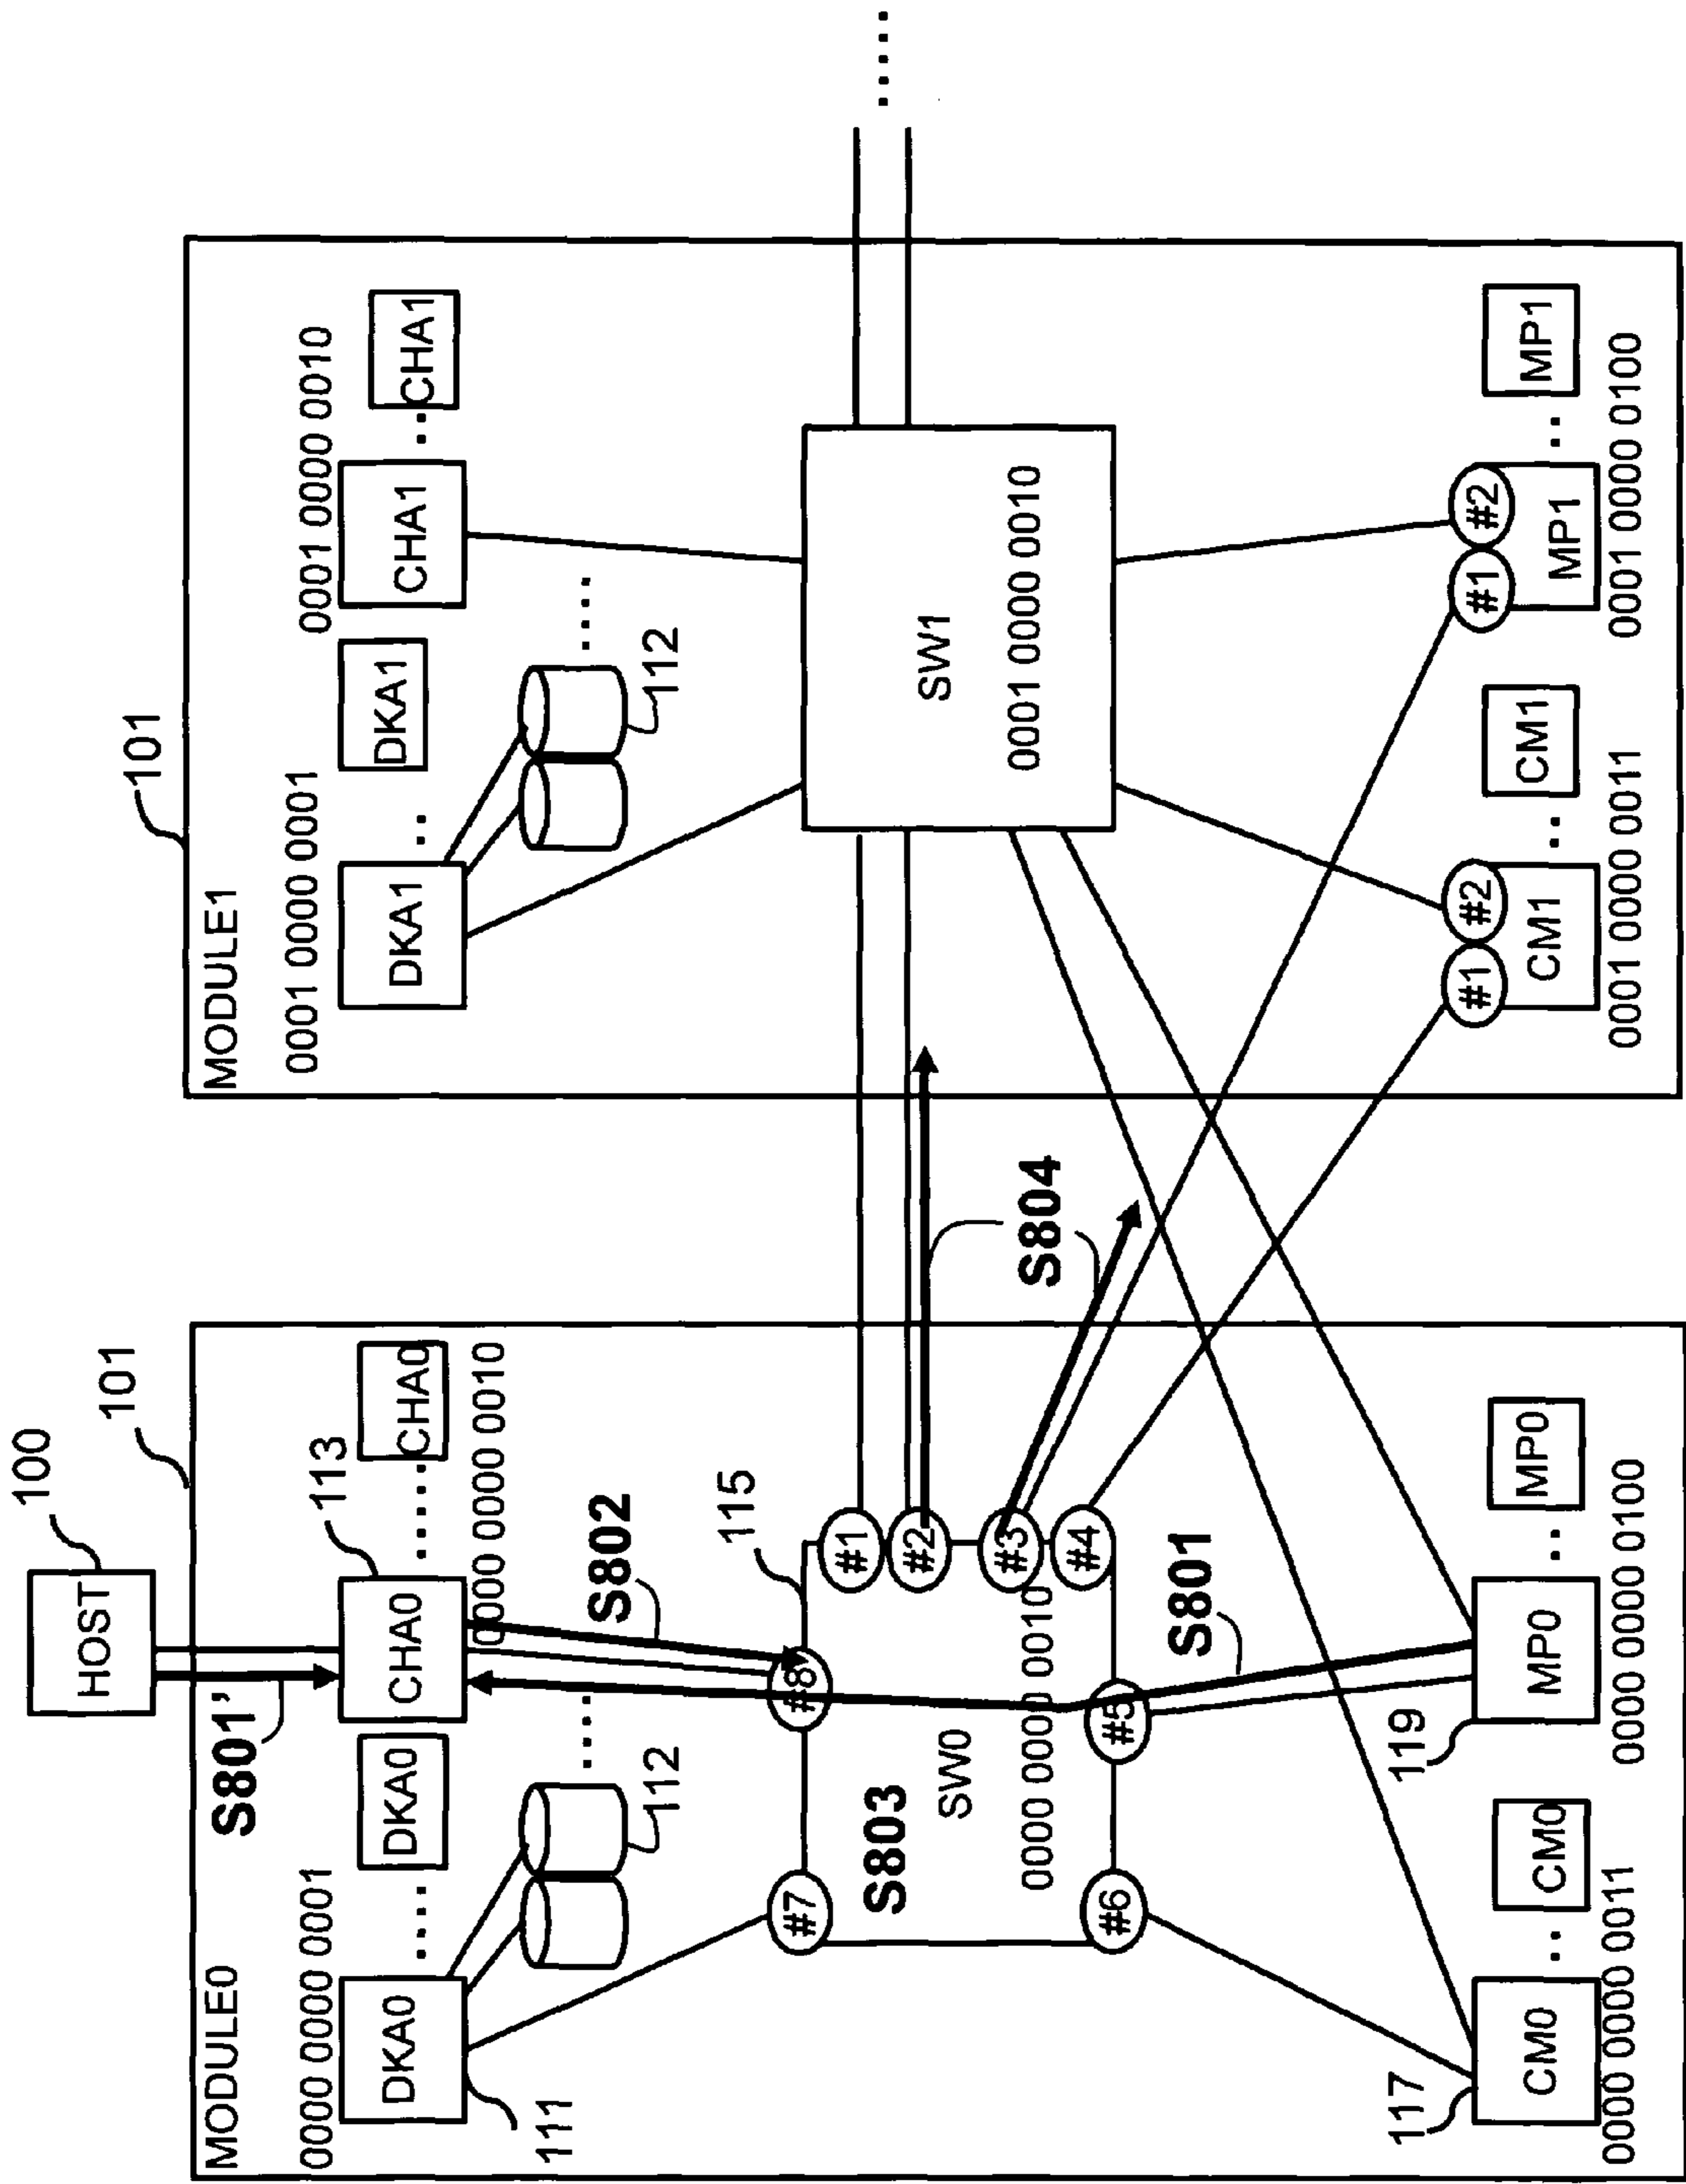 100
HOST
S801'
101
MODULE0
0000 0000 0001
113
DKA0
.....
DKA0
CHA0
.....
CHA0
0000 0000 0010
111
112
.....
S802
115
#7
#8
#1
#2
#3
#4
S803
SW0
0000 0000 0010
#6
#5
S801
S804
117
119
CM0
..
CM0
MP0
..
MP0
0000 0000 0011
0000 0000 0100
101
MODULE1
0001 0000 0001
0001 0000 0010
DKA1
..
DKA1
CHA1
..
CHA1
112
....
SW1
0001 0000 0010
.....
#1
#2
CM1
..
CM1
#1
#2
MP1
..
MP1
0001 0000 0011
0001 0000 0100